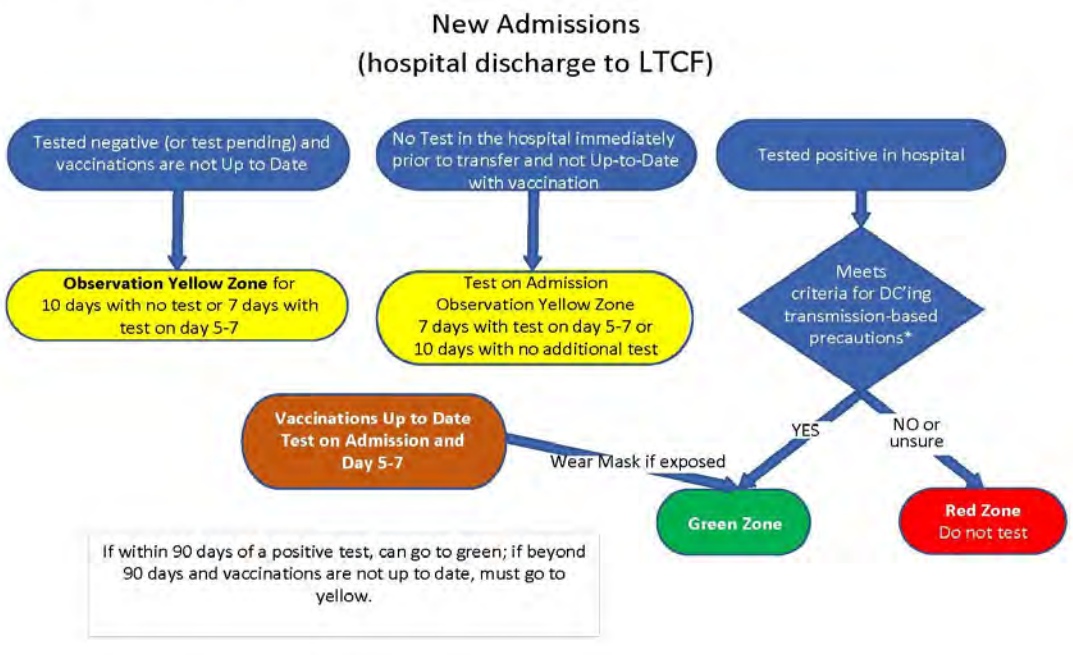 New Admissions
(hospital discharge to LTCF)
Tested negative (or test pending) and
vaccinations are not Up to Date
No Test in the hospital immediately
prior to transfer and not Up-to-Date
with vaccination
Tested positive in hospital
Observation Yellow Zone for
10 days with no test or 7 days with
test on day 5-7
Test on Admission
Observation Yellow Zone
7 days with test on day 5-7 or
10 days with no additional test
Meets
criteria for DC'ing
transmission-based
precautions*
Vaccinations Up to Date
Test on Admission and
Day 5-7
Wear Mask if exposed
YES
NO or
unsure
Green Zone
Red Zone
Do not test
If within 90 days of a positive test, can go to green; if beyond
90 days and vaccinations are not up to date, must go to
yellow.